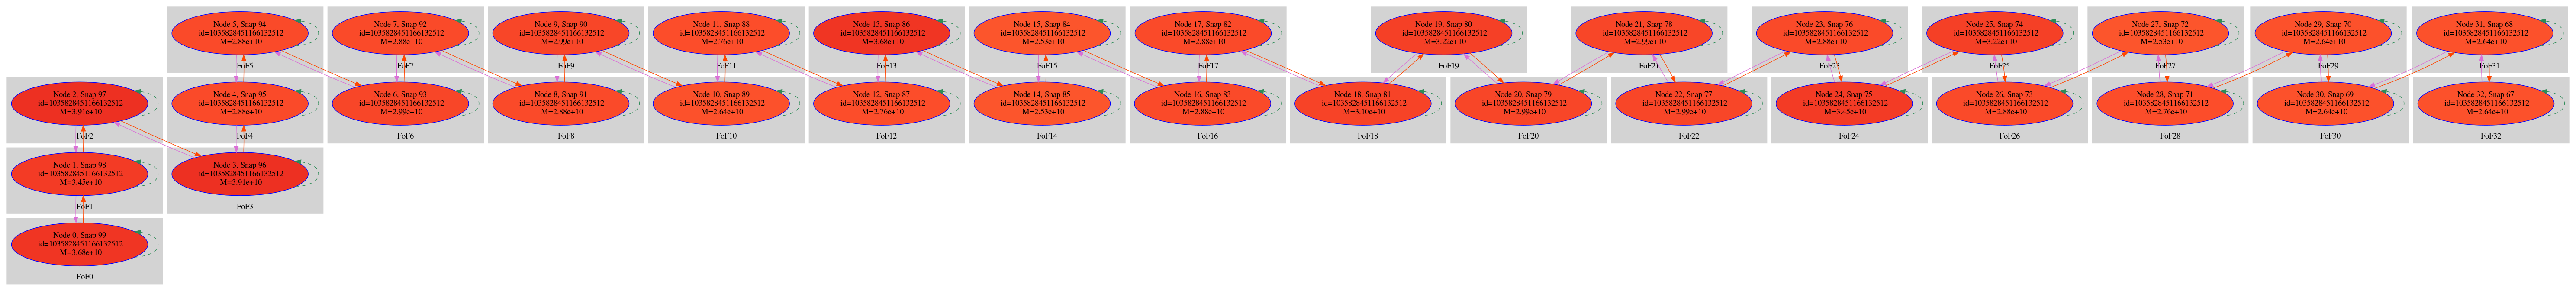 Node 5, Snap 94
id=1035828451166132512
M=2.88e+10
FoF5
Node 7, Snap 92
id=1035828451166132512
M=2.88e+10
FoF7
Node 9, Snap 90
id=1035828451166132512
M=2.99e+10
FoF9
Node 11, Snap 88
id=1035828451166132512
M=2.76e+10
FoF11
Node 13, Snap 86
id=1035828451166132512
M=3.68e+10
FoF13
Node 15, Snap 84
id=1035828451166132512
M=2.53e+10
FoF15
Node 17, Snap 82
id=1035828451166132512
M=2.88e+10
FoF17
Node 19, Snap 80
id=1035828451166132512
M=3.22e+10
FoF19
Node 21, Snap 78
id=1035828451166132512
M=2.99e+10
FoF21
Node 23, Snap 76
id=1035828451166132512
M=2.88e+10
FoF23
Node 25, Snap 74
id=1035828451166132512
M=3.22e+10
FoF25
Node 27, Snap 72
id=1035828451166132512
M=2.53e+10
FoF27
Node 29, Snap 70
id=1035828451166132512
M=2.64e+10
FoF29
Node 31, Snap 68
id=1035828451166132512
M=2.64e+10
FoF31
Node 2, Snap 97
id=1035828451166132512
M=3.91e+10
FoF2
Node 4, Snap 95
id=1035828451166132512
M=2.88e+10
FoF4
Node 6, Snap 93
id=1035828451166132512
M=2.99e+10
FoF6
Node 8, Snap 91
id=1035828451166132512
M=2.88e+10
FoF8
Node 10, Snap 89
id=1035828451166132512
M=2.64e+10
FoF10
Node 12, Snap 87
id=1035828451166132512
M=2.76e+10
FoF12
Node 14, Snap 85
id=1035828451166132512
M=2.53e+10
FoF14
Node 16, Snap 83
id=1035828451166132512
M=2.88e+10
FoF16
Node 18, Snap 81
id=1035828451166132512
M=3.10e+10
FoF18
Node 20, Snap 79
id=1035828451166132512
M=2.99e+10
FoF20
Node 22, Snap 77
id=1035828451166132512
M=2.99e+10
FoF22
Node 24, Snap 75
id=1035828451166132512
M=3.45e+10
FoF24
Node 26, Snap 73
id=1035828451166132512
M=2.88e+10
FoF26
Node 28, Snap 71
id=1035828451166132512
M=2.76e+10
FoF28
Node 30, Snap 69
id=1035828451166132512
M=2.64e+10
FoF30
Node 32, Snap 67
id=1035828451166132512
M=2.64e+10
FoF32
Node 1, Snap 98
id=1035828451166132512
M=3.45e+10
FoF1
Node 3, Snap 96
id=1035828451166132512
M=3.91e+10
FoF3
Node 0, Snap 99
id=1035828451166132512
M=3.68e+10
FoF0